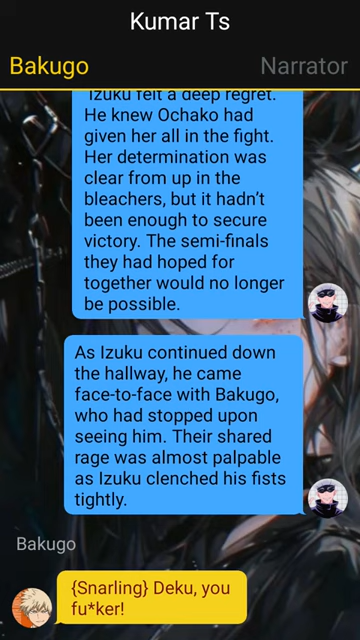 Kumar Ts
Bakugo
Narrator
Izuku felt a deep regret.
He knew Ochako had
given her all in the fight.
Her determination was
clear from up in the
bleachers, but it hadn’t
been enough to secure
victory. The semi-finals
they had hoped for
together would no longer
be possible.
As Izuku continued down
the hallway, he came
face-to-face with Bakugo,
who had stopped upon
seeing him. Their shared
rage was almost palpable
as Izuku clenched his fists
tightly.
Bakugo
{Snarling} Deku, you
fu*ker!